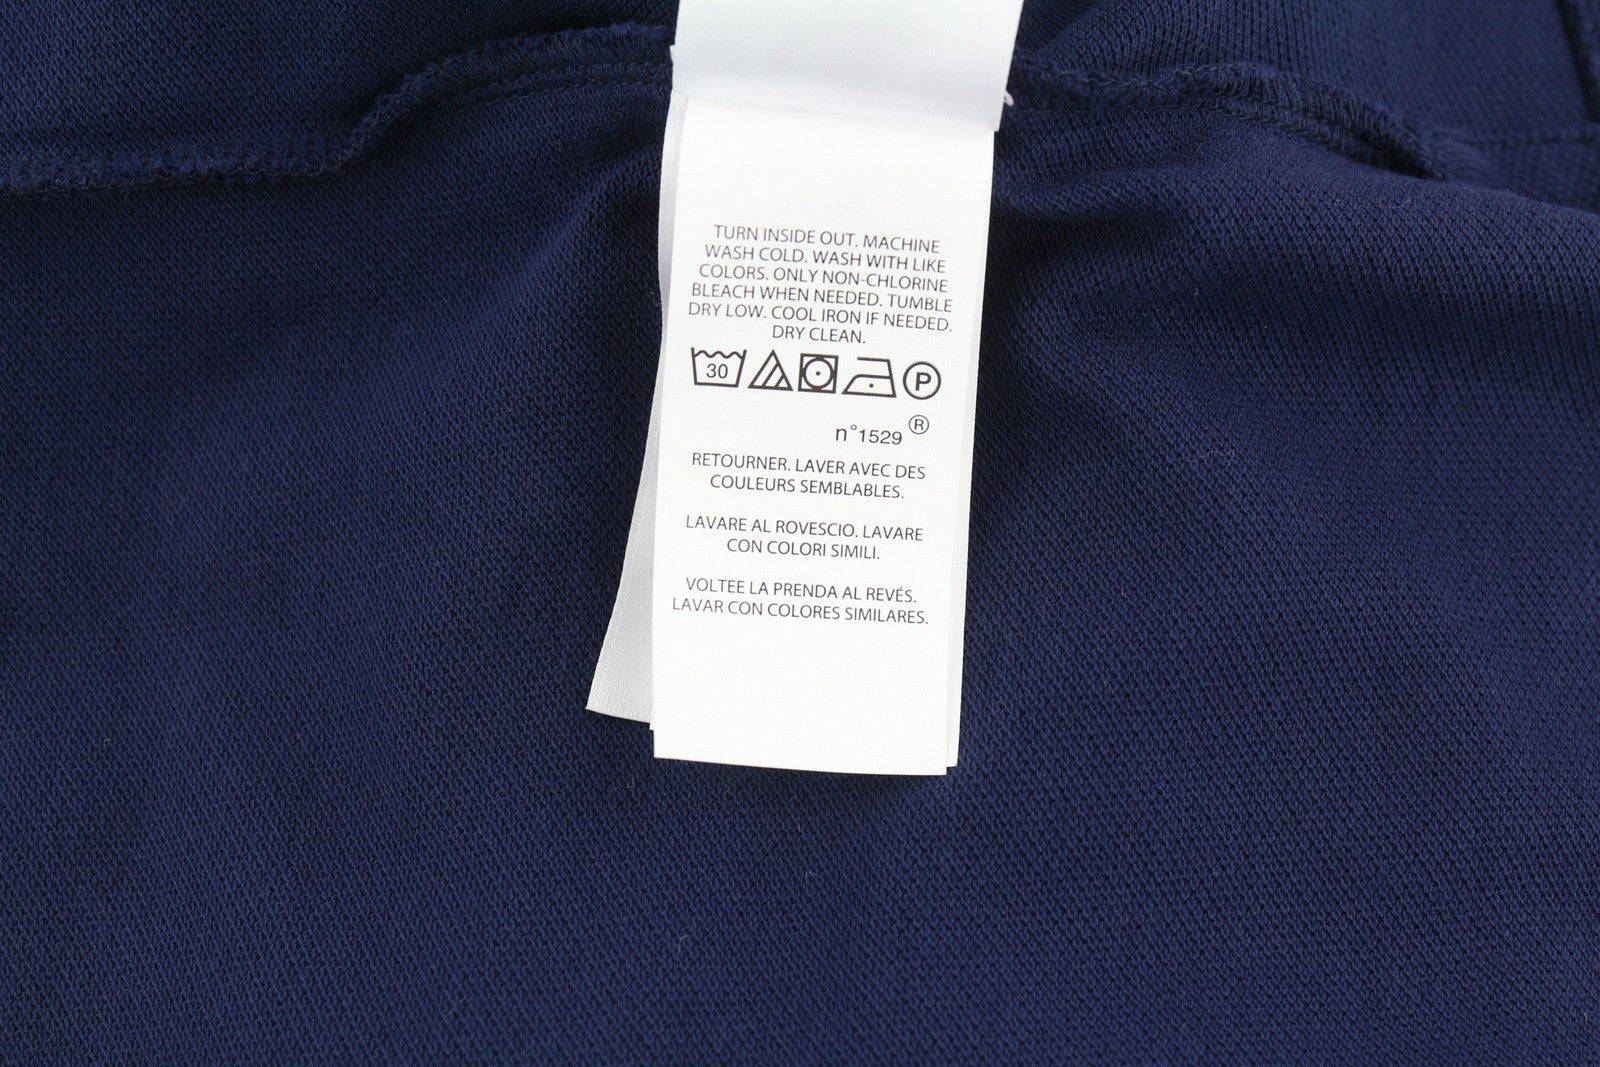 TURN INSIDE OUT. MACHINE
WASH COLD. WASH WITH LIKE
COLORS. ONLY NON-CHLORINE
BLEACH WHEN NEEDED. TUMBLE
DRY LOW. COOL IRON IF NEEDED.
DRY CLEAN.
30 P
n°1529 ®
RETOURNER. LAVER AVEC DES
COULEURS SEMBLABLES.
LAVARE AL ROVESCIO. LAVARE
CON COLORI SIMILI.
VOLTEE LA PRENDA AL REVÉS.
LAVAR CON COLORES SIMILARES.